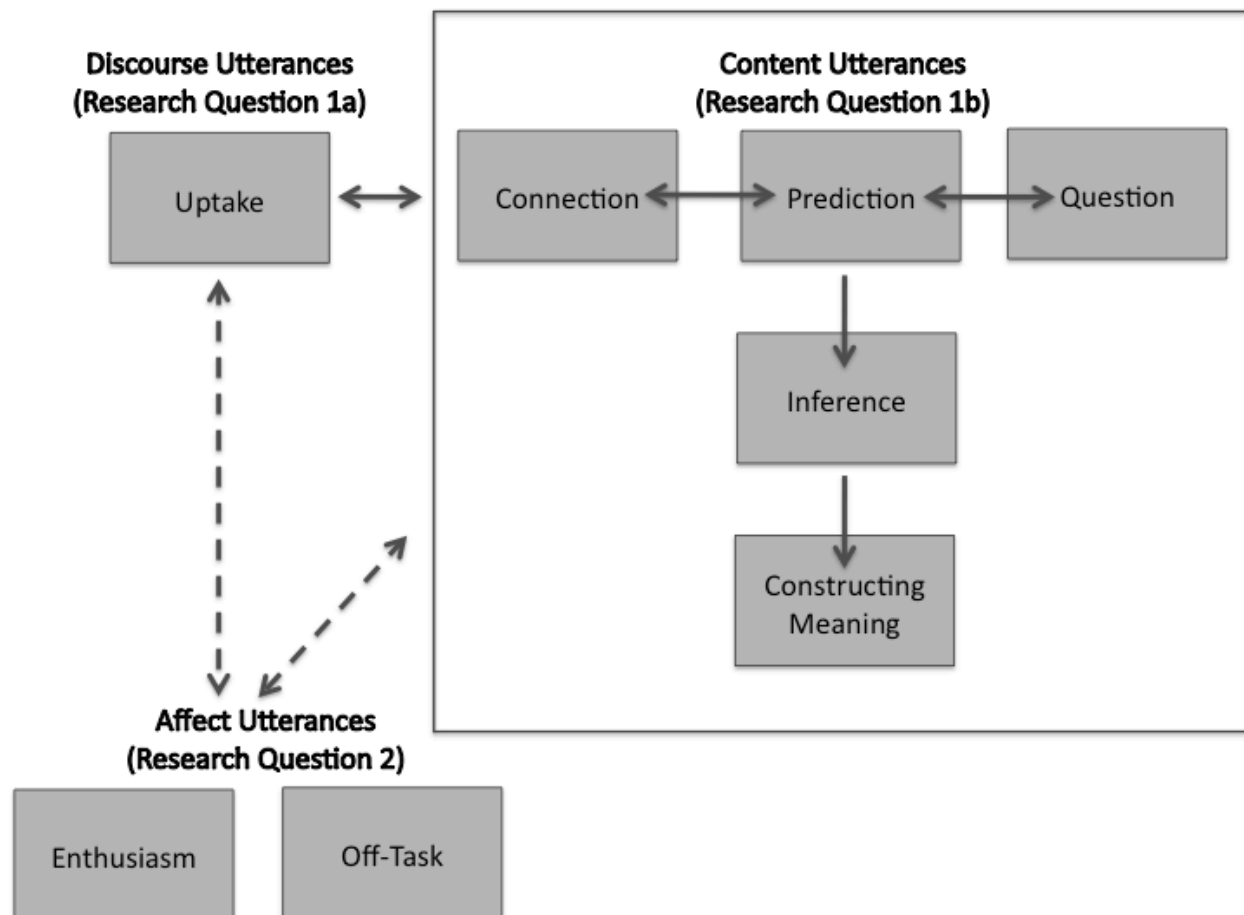 Discourse Utterances
(Research Question 1a)
Uptake
Content Utterances
(Research Question 1b)
Connection
Prediction
Question
Inference
Constructing
Meaning
Affect Utterances
(Research Question 2)
Enthusiasm
Off-Task